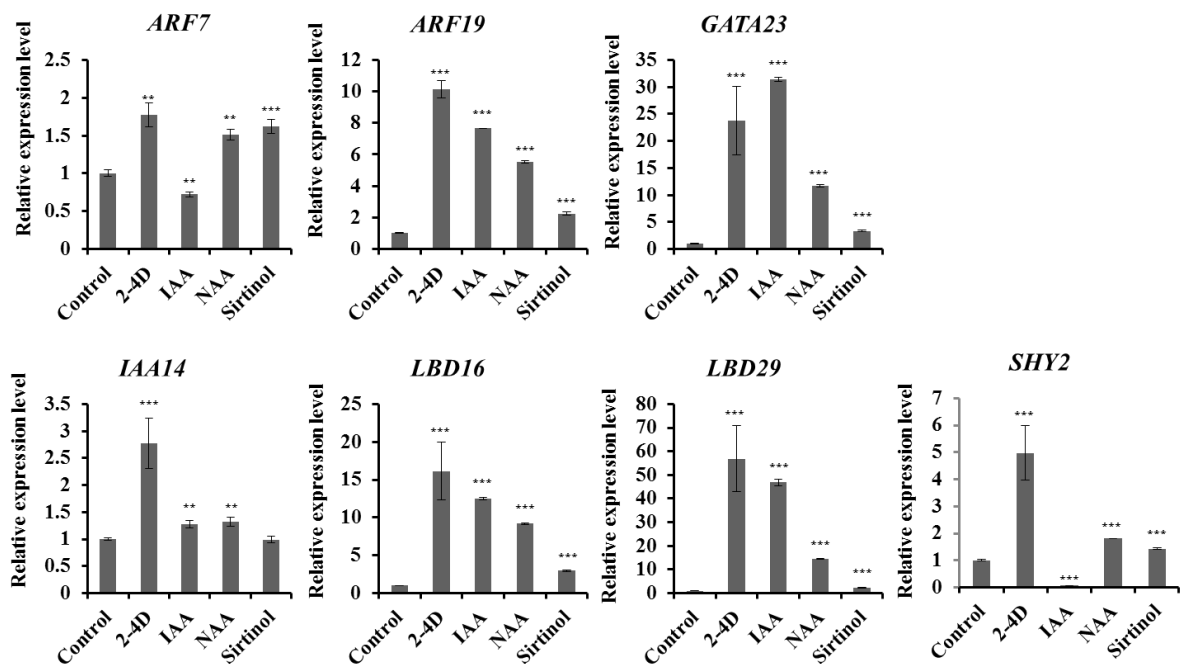 ARF7
Relative expression level
2.5
2
1.5
1
0.5
0
**
**
**
***
Control
2-4D
IAA
NAA
Sirtinol
ARF19
Relative expression level
12
10
8
6
4
2
0
***
***
***
***
Control
2-4D
IAA
NAA
Sirtinol
GATA23
Relative expression level
35
30
25
20
15
10
5
0
***
***
***
***
Control
2-4D
IAA
NAA
Sirtinol
IAA14
Relative expression level
3.5
3
2.5
2
1.5
1
0.5
0
***
**
**
Control
2-4D
IAA
NAA
Sirtinol
LBD16
Relative expression level
25
20
15
10
5
0
***
***
***
***
Control
2-4D
IAA
NAA
Sirtinol
LBD29
Relative expression level
80
70
60
50
40
30
20
10
0
***
***
***
***
Control
2-4D
IAA
NAA
Sirtinol
SHY2
Relative expression level
7
6
5
4
3
2
1
0
***
***
***
***
Control
2-4D
IAA
NAA
Sirtinol